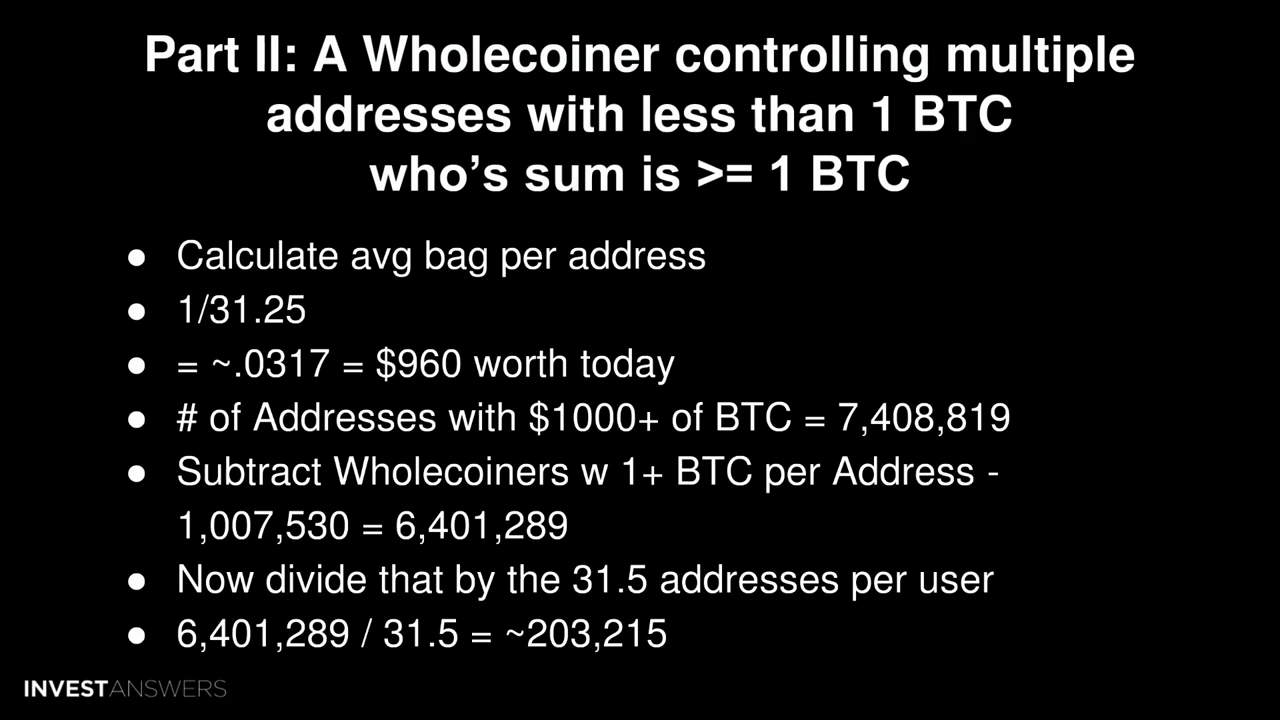 Part II: A Wholecoiner controlling multiple
addresses with less than 1 BTC
who's sum is >= 1 BTC
● Calculate avg bag per address
● 1/31.25
● = ~.0317 = $960 worth today
● # of Addresses with $1000+ of BTC = 7,408,819
● Subtract Wholecoiners w 1+ BTC per Address -
1,007,530 = 6,401,289
● Now divide that by the 31.5 addresses per user
● 6,401,289 / 31.5 = ~203,215
INVESTANSWERS